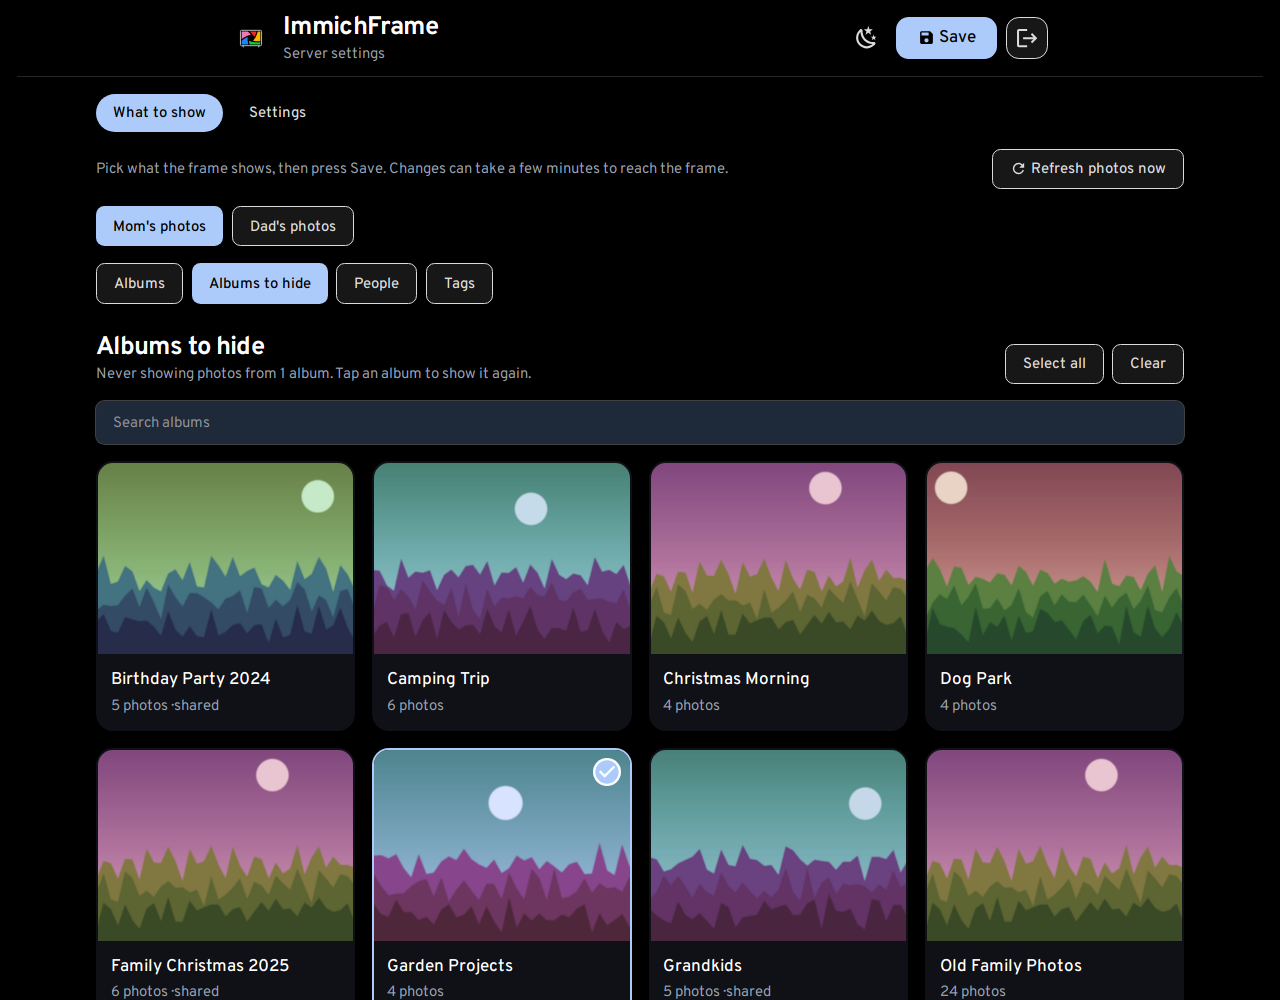 ImmichFrame
Server settings
Save
What to show
Settings
Pick what the frame shows, then press Save. Changes can take a few minutes to reach the frame.
Refresh photos now
Mom's photos
Dad's photos
Albums
Albums to hide
People
Tags
Albums to hide
Never showing photos from 1 album. Tap an album to show it again.
Select all
Clear
Search albums
Birthday Party 2024
5 photos · shared
Camping Trip
6 photos
Christmas Morning
4 photos
Dog Park
4 photos
Family Christmas 2025
6 photos · shared
Garden Projects
4 photos
Grandkids
5 photos · shared
Old Family Photos
24 photos